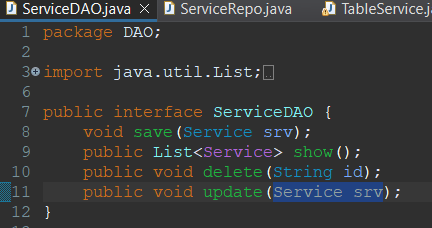 ServiceDAO.java ServiceRepo.java TableService.j
1 package DAO;
2
3 import java.util.List;
6
7 public interface ServiceDAO {
8 void save(Service srv);
9 public List<Service> show();
10 public void delete(String id);
11 public void update(Service srv);
12 }